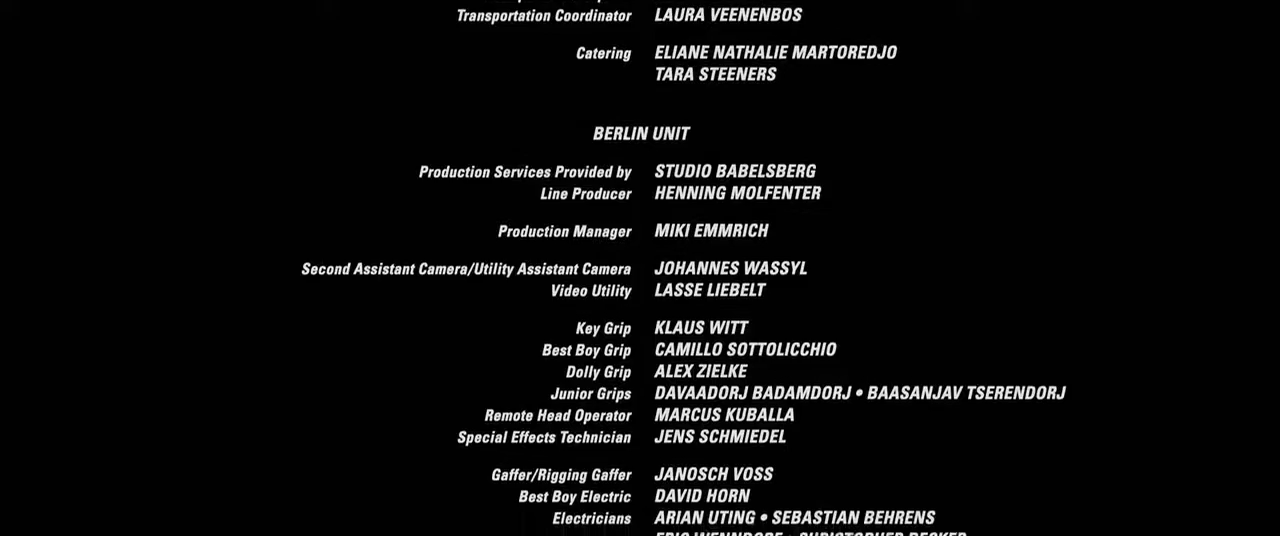 Transportation Coordinator LAURA VEENENBOS
Catering ELIANE NATHALIE MARTOREDJO
TARA STEENERS
BERLIN UNIT
Production Services Provided by STUDIO BABELSBERG
Line Producer HENNING MOLFENTER
Production Manager MIKI EMMRICH
Second Assistant Camera/Utility Assistant Camera JOHANNES WASSYL
Video Utility LASSE LIEBELT
Key Grip KLAUS WITT
Best Boy Grip CAMILLO SOTTOLICCHIO
Dolly Grip ALEX ZIELKE
Junior Grips DAVAADORJ BADAMDORJ • BAASANJAV TSERENDORJ
Remote Head Operator MARCUS KUBALLA
Special Effects Technician JENS SCHMIEDEL
Gaffer/Rigging Gaffer JANOSCH VOSS
Best Boy Electric DAVID HORN
Electricians ARIAN UTING • SEBASTIAN BEHRENS